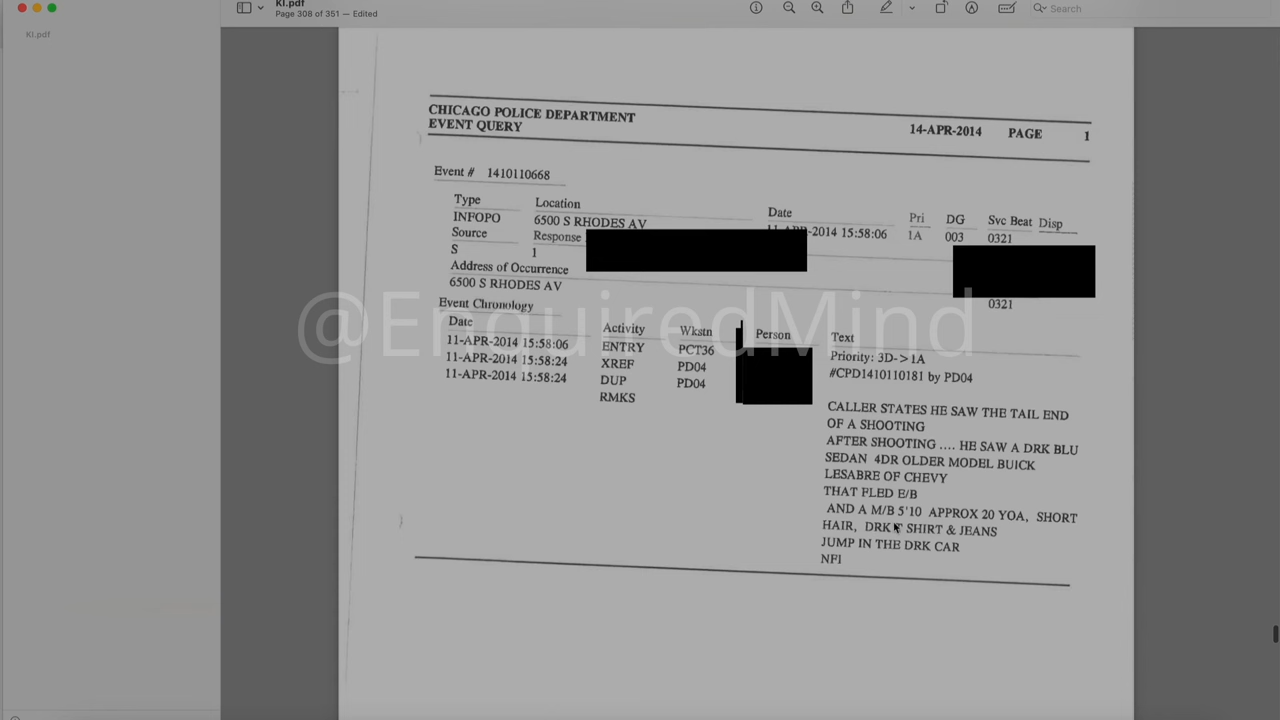 KI.pdf
Page 308 of 351 — Edited
Search
KI.pdf
CHICAGO POLICE DEPARTMENT
EVENT QUERY
14-APR-2014 PAGE 1
Event # 1410110668
Type Location Date Pri DG Svc Beat Disp
INFOPO 6500 S RHODES AV 11-APR-2014 15:58:06 1A 003 0321
Source Response
S 1
Address of Occurrence
6500 S RHODES AV
0321
Event Chronology
Date Activity Wkstn Person Text
11-APR-2014 15:58:06 ENTRY PCT36
11-APR-2014 15:58:24 XREF PD04 Priority: 3D->1A
11-APR-2014 15:58:24 DUP PD04 #CPD1410110181 by PD04
RMKS
CALLER STATES HE SAW THE TAIL END
OF A SHOOTING
AFTER SHOOTING .... HE SAW A DRK BLU
SEDAN 4DR OLDER MODEL BUICK
LESABRE OF CHEVY
THAT FLED E/B
AND A M/B 5'10 APPROX 20 YOA, SHORT
HAIR, DRK T SHIRT & JEANS
JUMP IN THE DRK CAR
NFI
@EnquiredMind